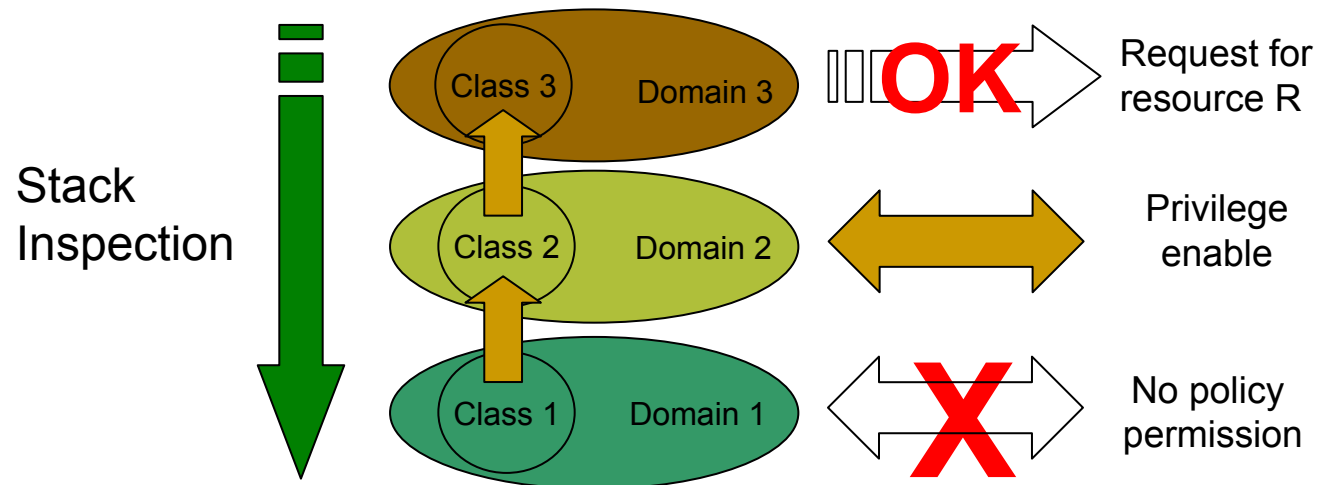 Class 3
Domain 3
OK
Request for
resource R
Stack
Inspection
Class 2
Domain 2
Privilege
enable
Class 1
Domain 1
X
No policy
permission